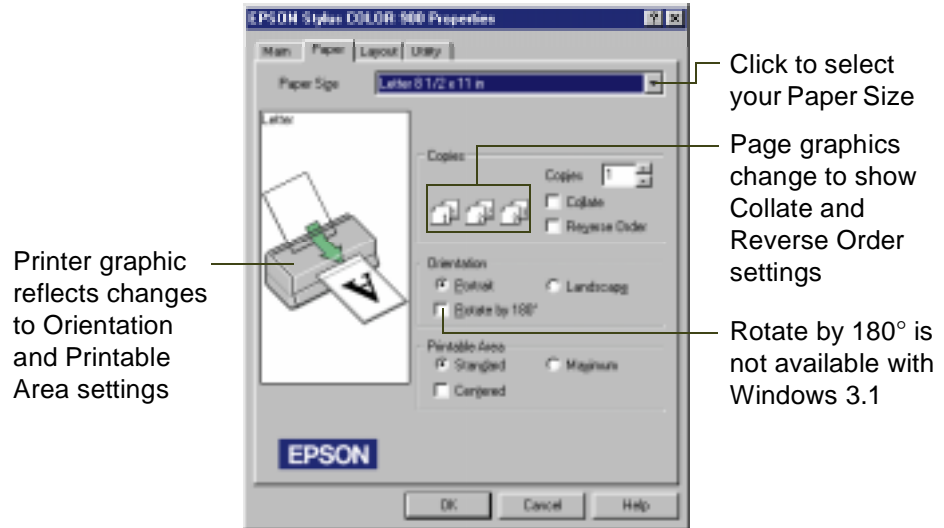 EPSON Stylus COLOR 900 Properties
Main Paper Layout Utility
Paper Size Letter 8 1/2 x 11 in
Letter
Copies
Copies 1
Collate
Reverse Order
Orientation
Portrait Landscape
Rotate by 180°
Printable Area
Standard Maximum
Centered
EPSON
OK Cancel Help
Click to select
your Paper Size
Page graphics
change to show
Collate and
Reverse Order
settings
Rotate by 180° is
not available with
Windows 3.1
Printer graphic
reflects changes
to Orientation
and Printable
Area settings
A